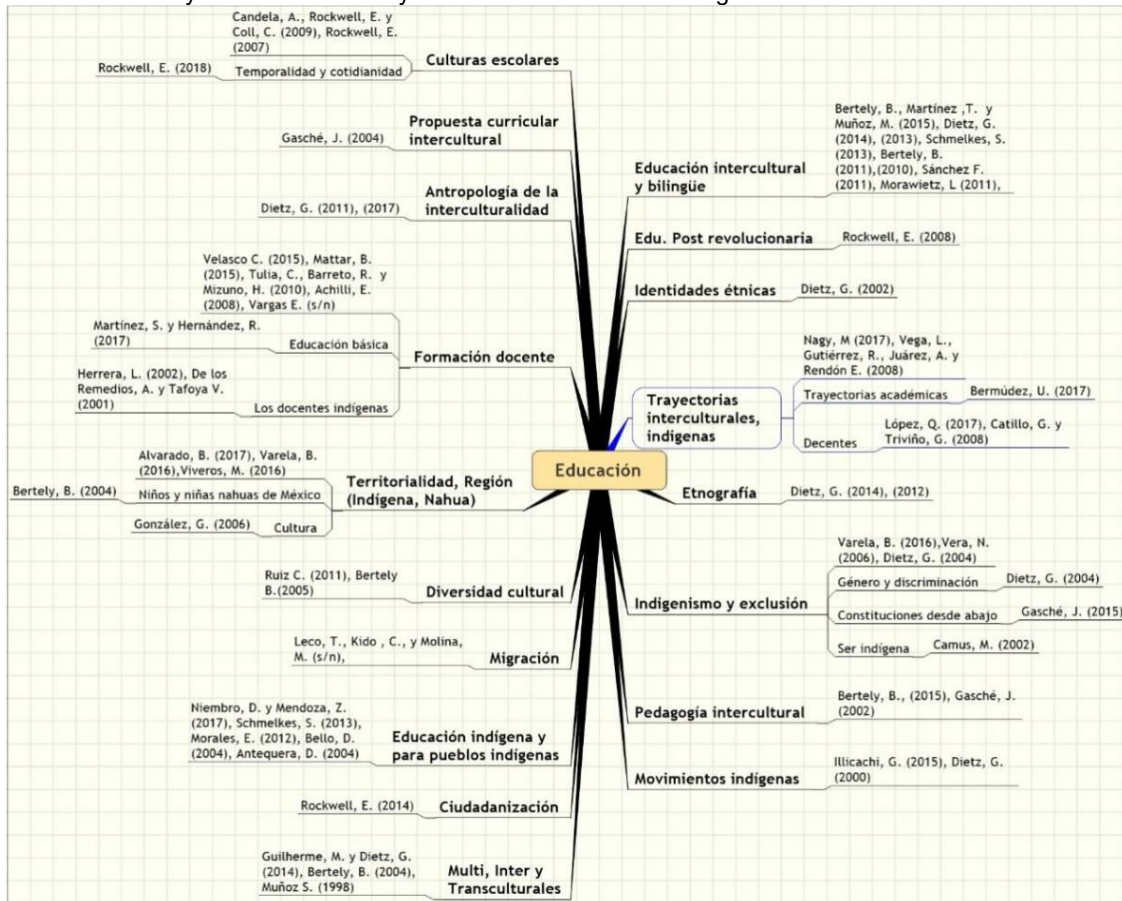 Candela, A., Rockwell, E. y
Coll, C. (2009), Rockwell, E.
(2007)
Culturas escolares
Rockwell, E. (2018)
Temporalidad y cotidianidad
Propuesta curricular
intercultural
Gasché, J. (2004)
Antropología de la
interculturalidad
Dietz, G. (2011), (2017)
Velasco C. (2015), Mattar, B.
(2015), Tulia, C., Barreto, R. y
Mizuno, H. (2010), Achilli, E.
(2008), Vargas E. (s/n)
Martínez, S. y Hernández, R.
(2017)
Educación básica
Formación docente
Herrera, L. (2002), De los
Remedios, A. y Tafoya V.
(2001)
Los docentes indígenas
Alvarado, B. (2017), Varela, B.
(2016),Viveros, M. (2016)
Territorialidad, Región
(Indígena, Nahua)
Bertely, B. (2004)
Niños y niñas nahuas de México
González, G. (2006)
Cultura
Ruiz C. (2011), Bertely
B.(2005)
Diversidad cultural
Leco, T., Kido , C., y Molina,
M. (s/n),
Migración
Niembro, D. y Mendoza, Z.
(2017), Schmelkes, S. (2013),
Morales, E. (2012), Bello, D.
(2004), Antequera, D. (2004)
Educación indígena y
para pueblos indígenas
Rockwell, E. (2014)
Ciudadanización
Guilherme, M. y Dietz, G.
(2014), Bertely, B. (2004),
Muñoz S. (1998)
Multi, Inter y
Transculturales
Educación
Educación intercultural
y bilingüe
Bertely, B., Martínez ,T. y
Muñoz, M. (2015), Dietz, G.
(2014), (2013), Schmelkes, S.
(2013), Bertely, B.
(2011),(2010), Sánchez F.
(2011), Morawietz, L (2011),
Edu. Post revolucionaria
Rockwell, E. (2008)
Identidades étnicas
Dietz, G. (2002)
Trayectorias
interculturales,
indigenas
Nagy, M (2017), Vega, L.,
Gutiérrez, R., Juárez, A. y
Rendón E. (2008)
Trayectorias académicas
Bermúdez, U. (2017)
Decentes
López, Q. (2017), Catillo, G. y
Triviño, G. (2008)
Etnografía
Dietz, G. (2014), (2012)
Indigenismo y exclusión
Varela, B. (2016),Vera, N.
(2006), Dietz, G. (2004)
Género y discriminación
Dietz, G. (2004)
Constituciones desde abajo
Gasché, J. (2015)
Ser indígena
Camus, M. (2002)
Pedagogía intercultural
Bertely, B., (2015), Gasché, J.
(2002)
Movimientos indígenas
Illicachi, G. (2015), Dietz, G.
(2000)